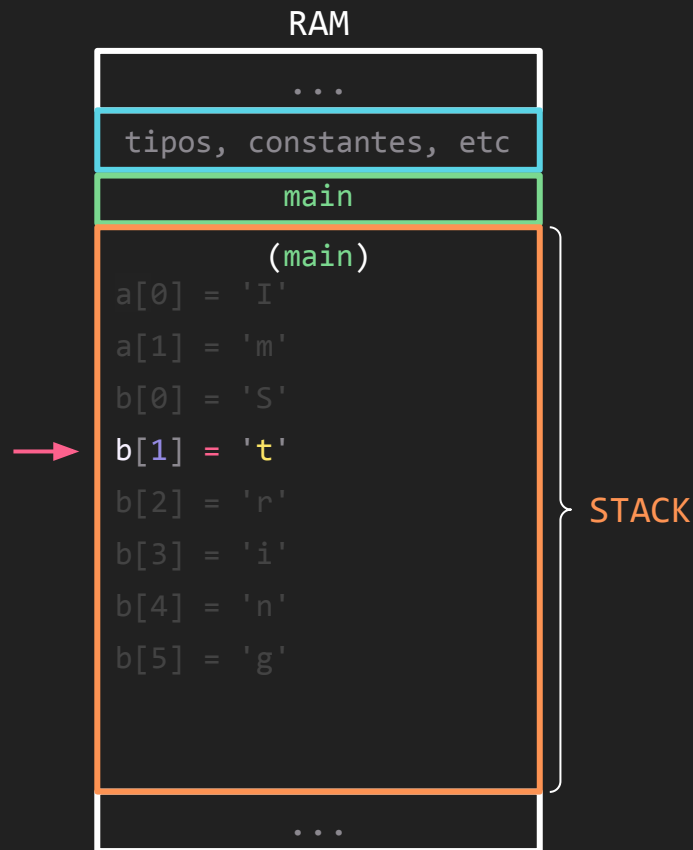 RAM
...
tipos, constantes, etc
main
(main)
a[0] = 'I'
a[1] = 'm'
b[0] = 'S'
b[1] = 't'
b[2] = 'r'
b[3] = 'i'
b[4] = 'n'
b[5] = 'g'
STACK
...